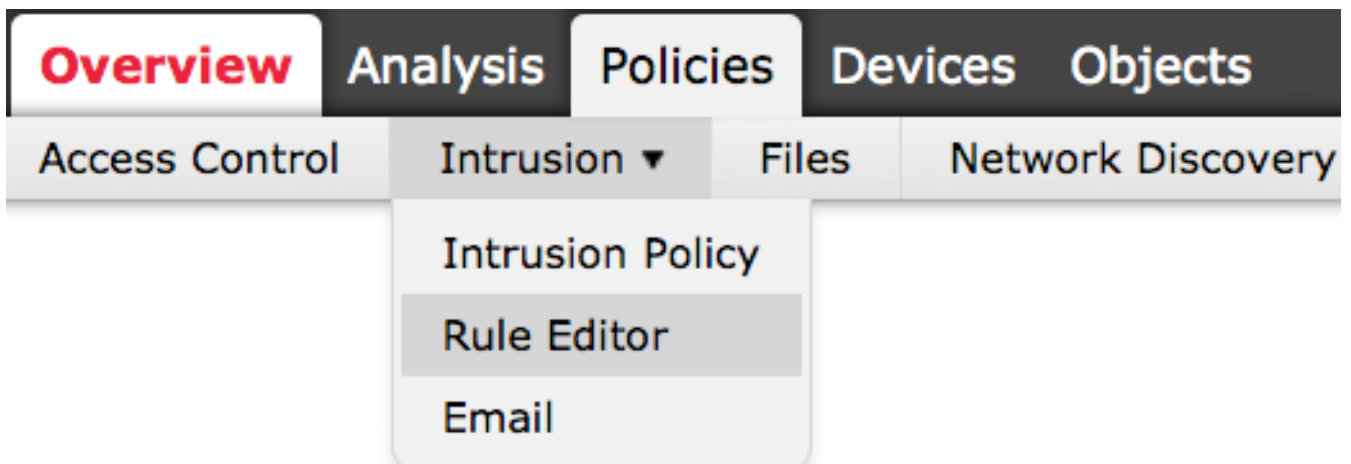 Overview Analysis Policies Devices Objects
Access Control Intrusion ▼ Files Network Discovery
Intrusion Policy
Rule Editor
Email